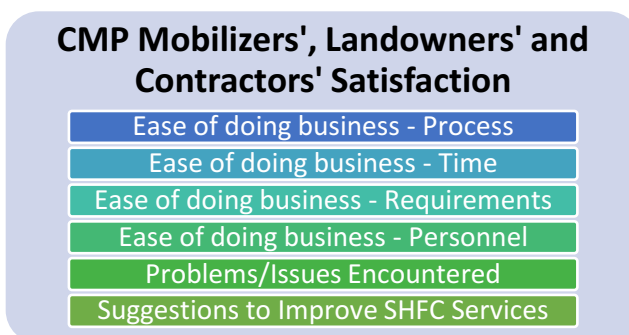 CMP Mobilizers', Landowners' and
Contractors' Satisfaction
Ease of doing business - Process
Ease of doing business - Time
Ease of doing business - Requirements
Ease of doing business - Personnel
Problems/Issues Encountered
Suggestions to Improve SHFC Services